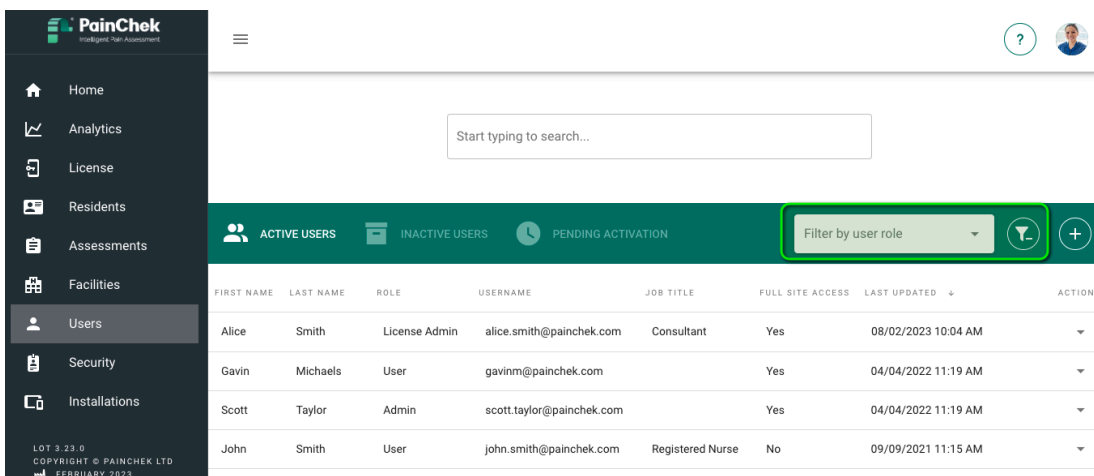 PainChek
Intelligent Pain Assessment
Home
Analytics
License
Residents
Assessments
Facilities
Users
Security
Installations
LOT 3.23.0
COPYRIGHT © PAINCHEK LTD
FEBRUARY 2023
?
Start typing to search...
ACTIVE USERS INACTIVE USERS PENDING ACTIVATION Filter by user role
FIRST NAME LAST NAME ROLE USERNAME JOB TITLE FULL SITE ACCESS LAST UPDATED ↓ ACTION
Alice Smith License Admin alice.smith@painchek.com Consultant Yes 08/02/2023 10:04 AM
Gavin Michaels User gavinm@painchek.com Yes 04/04/2022 11:19 AM
Scott Taylor Admin scott.taylor@painchek.com Yes 04/04/2022 11:19 AM
John Smith User john.smith@painchek.com Registered Nurse No 09/09/2021 11:15 AM